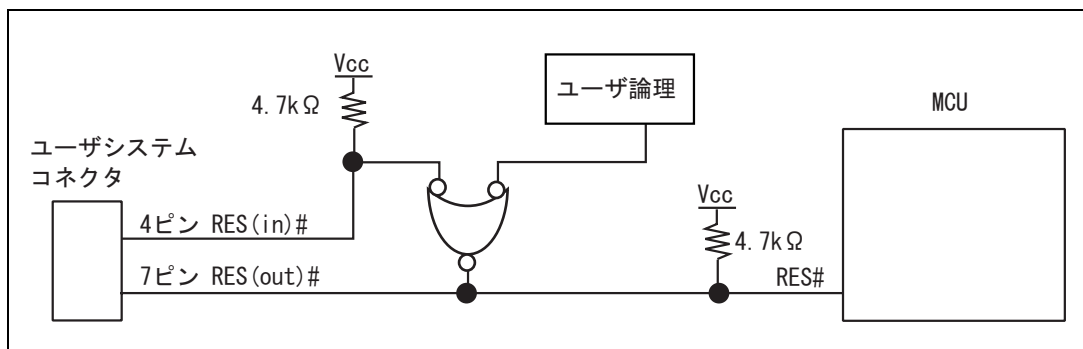 Vcc
4.7kΩ
ユーザ論理
MCU
ユーザシステム
コネクタ
4ピン RES(in)#
Vcc
4.7kΩ
7ピン RES(out)#
RES#